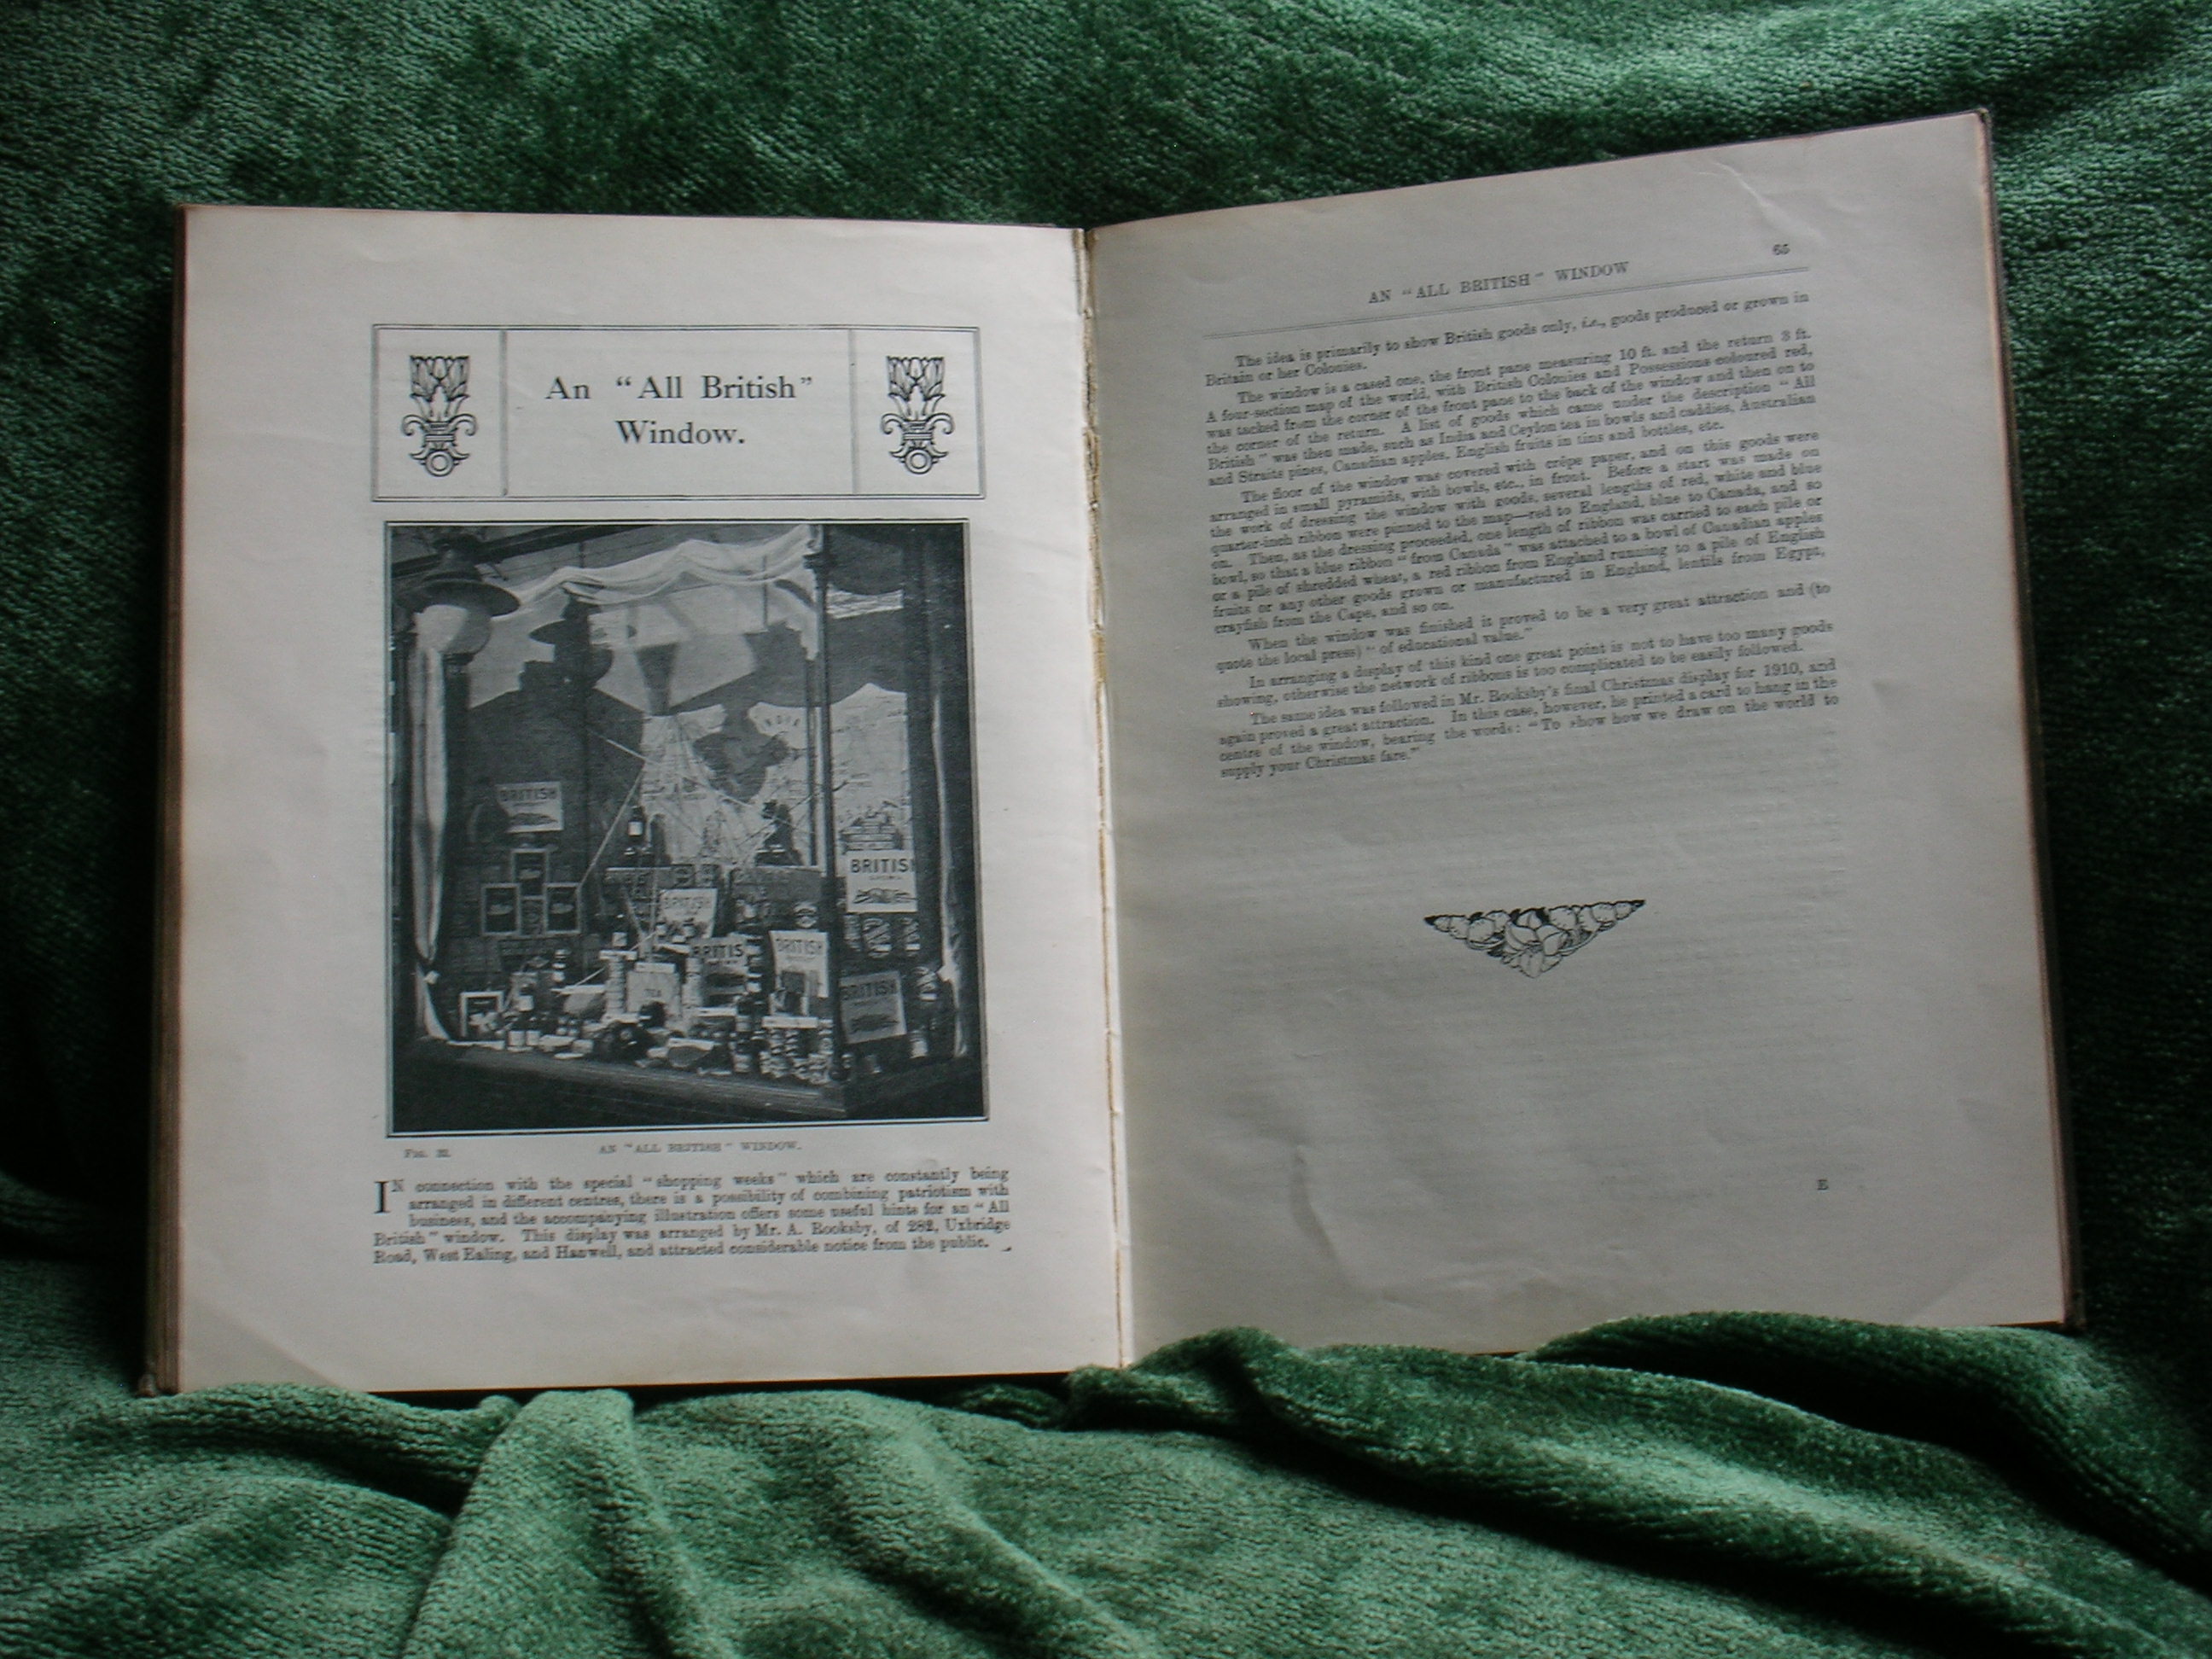 An "All British"
Window.
INDIA
BRITISH
BRITISH
BRITISH
BRITISH
BRITISH
TEA
BRITISH
AN "ALL BRITISH" WINDOW.
IN connection with the special "shopping weeks" which are constantly being
arranged in different centres, there is a possibility of combining patriotism with
business, and the accompanying illustration offers some useful hints for an "All
British" window. This display was arranged by Mr. A. Rooksby, of 282, Uxbridge
Road, West Ealing, and Hanwell, and attracted considerable notice from the public.
AN "ALL BRITISH" WINDOW
65
The idea is primarily to show British goods only, i.e., goods produced or grown in
Britain or her Colonies.
The window is a cased one, the front pane measuring 10 ft. and the return 3 ft.
A four-section map of the world, with British Colonies and Possessions coloured red,
was tacked from the corner of the front pane to the back of the window and then on to
the corner of the return. A list of goods which came under the description "All
British" was then made, such as India and Ceylon tea in bowls and caddies, Australian
and Straits pines, Canadian apples, English fruits in tins and bottles, etc.
The floor of the window was covered with crêpe paper, and on this goods were
arranged in small pyramids, with bowls, etc., in front. Before a start was made on
the work of dressing the window with goods, several lengths of red, white and blue
quarter-inch ribbon were pinned to the map—red to England, blue to Canada, and so
on. Then, as the dressing proceeded, one length of ribbon was carried to each pile or
bowl, so that a blue ribbon "from Canada" was attached to a bowl of Canadian apples
or a pile of shredded wheat, a red ribbon from England running to a pile of English
fruits or any other goods grown or manufactured in England, lentils from Egypt,
crayfish from the Cape, and so on.
When the window was finished it proved to be a very great attraction and (to
quote the local press) "of educational value."
In arranging a display of this kind one great point is not to have too many goods
showing, otherwise the network of ribbons is too complicated to be easily followed.
The same idea was followed in Mr. Rooksby's final Christmas display for 1910, and
again proved a great attraction. In this case, however, he printed a card to hang in the
centre of the window, bearing the words: "To show how we draw on the world to
supply your Christmas fare."
E